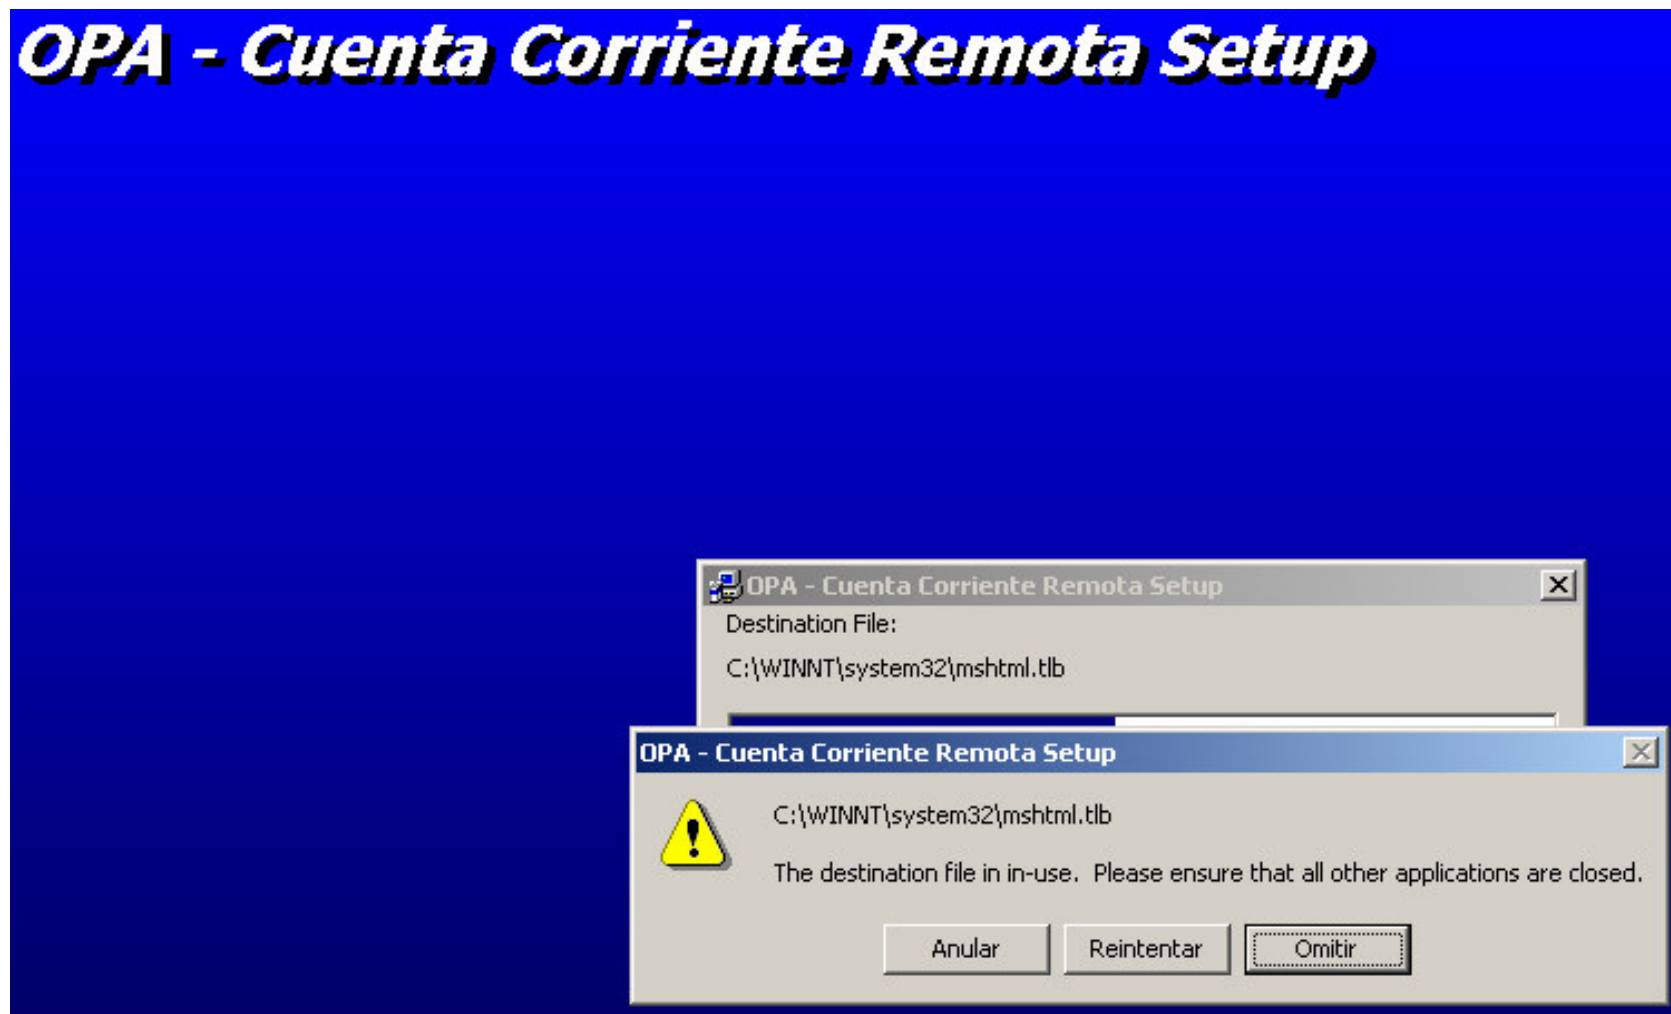 OPA - Cuenta Corriente Remota Setup
OPA - Cuenta Corriente Remota Setup
Destination File:
C:\WINNT\system32\mshtml.tlb
OPA - Cuenta Corriente Remota Setup
C:\WINNT\system32\mshtml.tlb
The destination file in in-use.  Please ensure that all other applications are closed.
Anular
Reintentar
Omitir